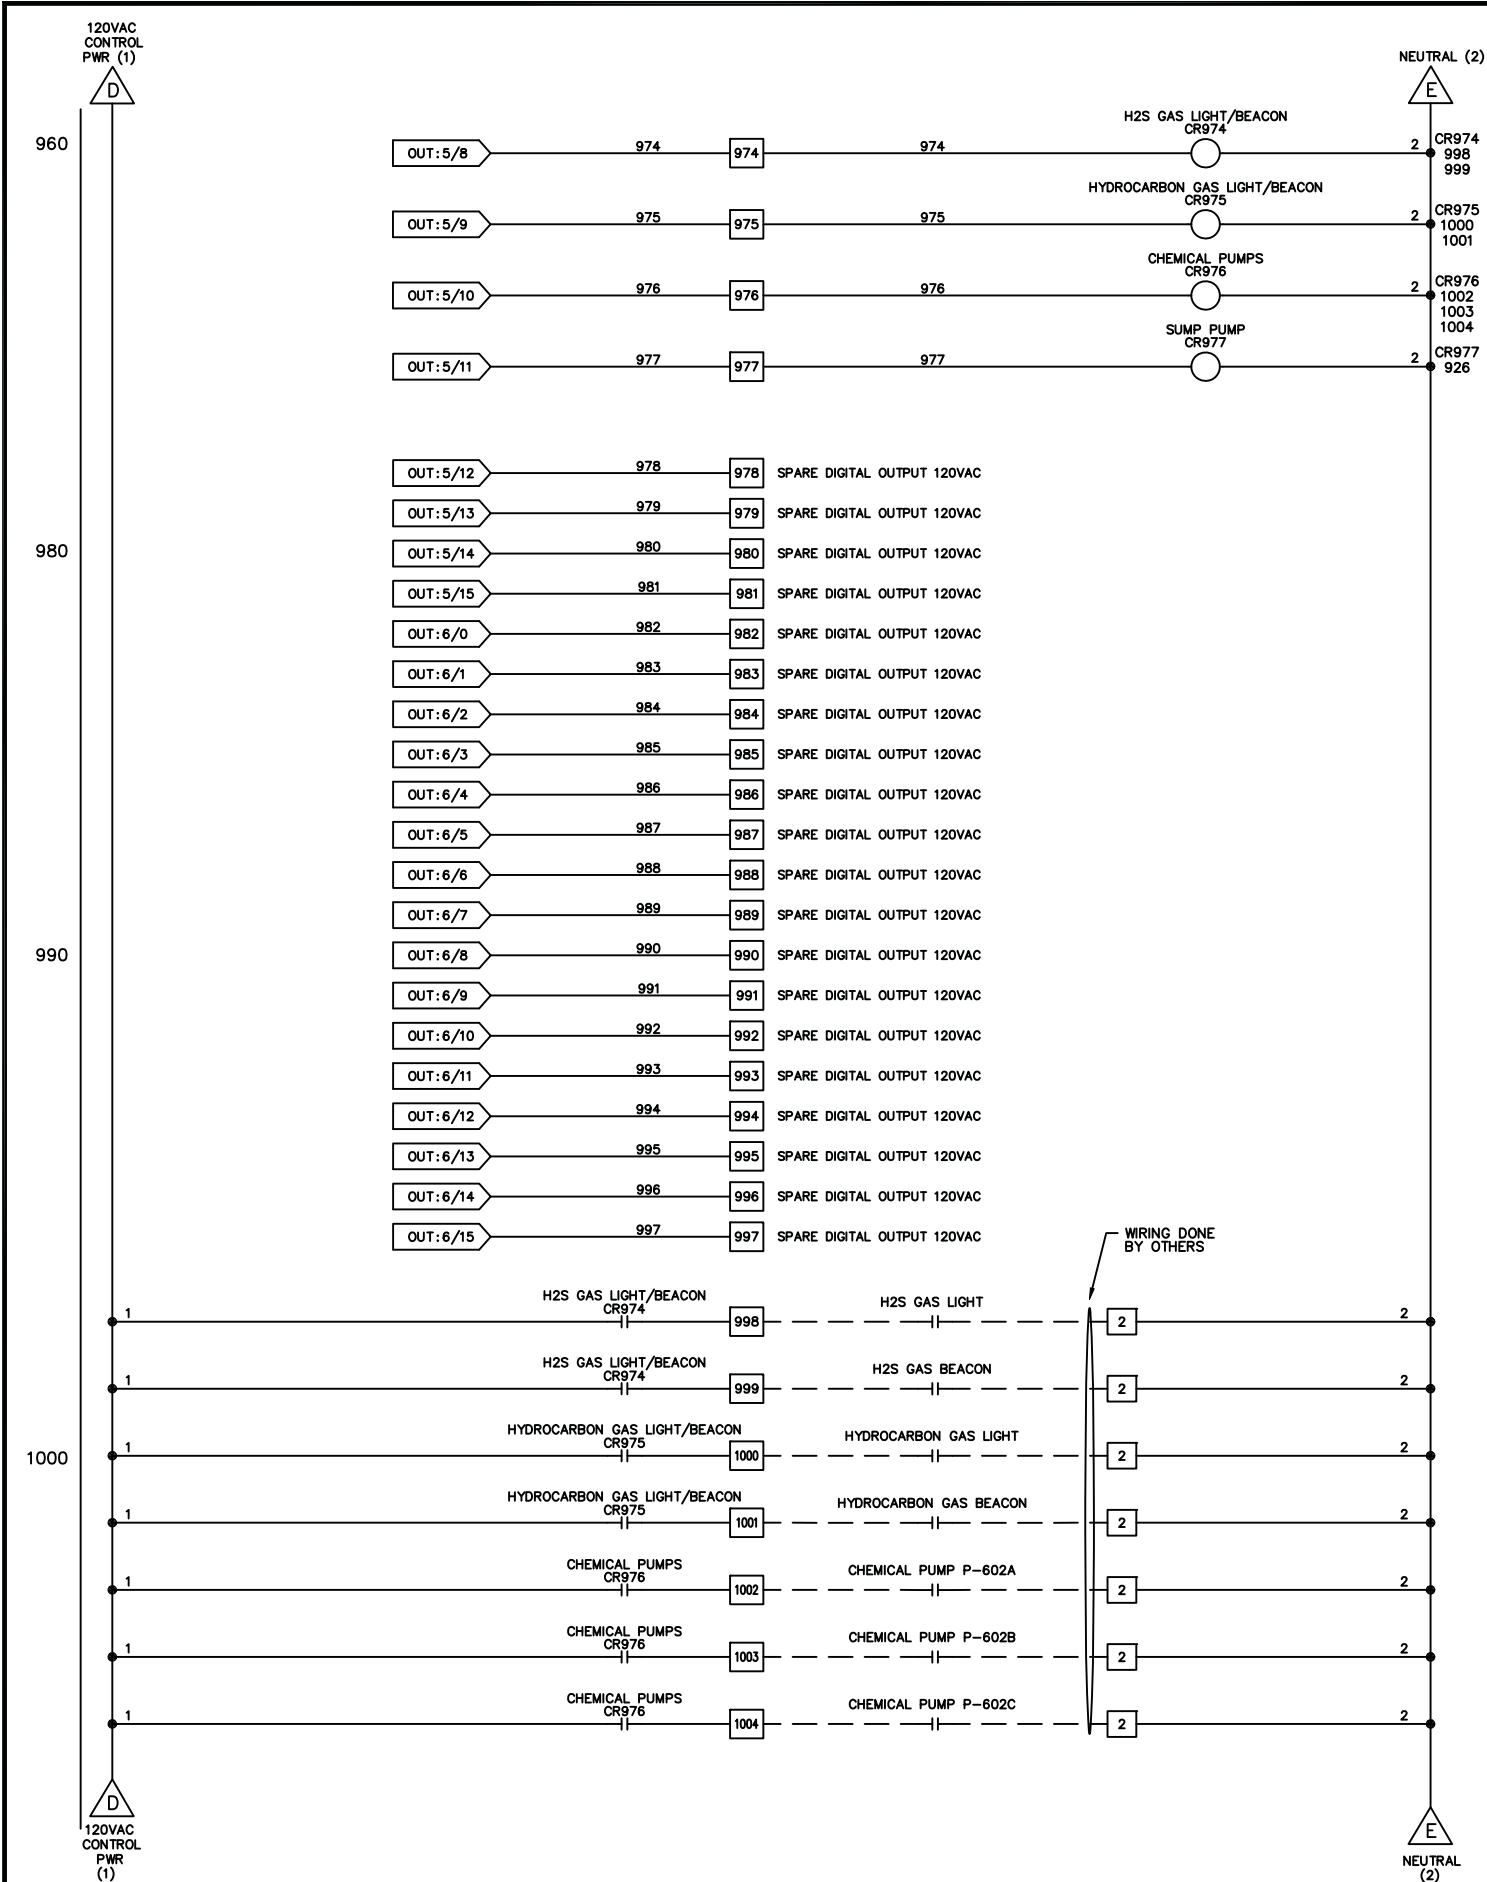 120VAC
CONTROL
PWR (1)
D
NEUTRAL (2)
E
960
H2S GAS LIGHT/BEACON
CR974
OUT:5/8 974 974 974 2 CR974
998
999
HYDROCARBON GAS LIGHT/BEACON
CR975
OUT:5/9 975 975 975 2 CR975
1000
1001
CHEMICAL PUMPS
CR976
OUT:5/10 976 976 976 2 CR976
1002
1003
1004
SUMP PUMP
CR977
OUT:5/11 977 977 977 2 CR977
926
OUT:5/12 978 978 SPARE DIGITAL OUTPUT 120VAC
OUT:5/13 979 979 SPARE DIGITAL OUTPUT 120VAC
980 OUT:5/14 980 980 SPARE DIGITAL OUTPUT 120VAC
OUT:5/15 981 981 SPARE DIGITAL OUTPUT 120VAC
OUT:6/0 982 982 SPARE DIGITAL OUTPUT 120VAC
OUT:6/1 983 983 SPARE DIGITAL OUTPUT 120VAC
OUT:6/2 984 984 SPARE DIGITAL OUTPUT 120VAC
OUT:6/3 985 985 SPARE DIGITAL OUTPUT 120VAC
OUT:6/4 986 986 SPARE DIGITAL OUTPUT 120VAC
OUT:6/5 987 987 SPARE DIGITAL OUTPUT 120VAC
OUT:6/6 988 988 SPARE DIGITAL OUTPUT 120VAC
OUT:6/7 989 989 SPARE DIGITAL OUTPUT 120VAC
990 OUT:6/8 990 990 SPARE DIGITAL OUTPUT 120VAC
OUT:6/9 991 991 SPARE DIGITAL OUTPUT 120VAC
OUT:6/10 992 992 SPARE DIGITAL OUTPUT 120VAC
OUT:6/11 993 993 SPARE DIGITAL OUTPUT 120VAC
OUT:6/12 994 994 SPARE DIGITAL OUTPUT 120VAC
OUT:6/13 995 995 SPARE DIGITAL OUTPUT 120VAC
OUT:6/14 996 996 SPARE DIGITAL OUTPUT 120VAC
OUT:6/15 997 997 SPARE DIGITAL OUTPUT 120VAC
WIRING DONE
BY OTHERS
H2S GAS LIGHT/BEACON
CR974
1 998 H2S GAS LIGHT 2 2
H2S GAS LIGHT/BEACON
CR974
1 999 H2S GAS BEACON 2 2
HYDROCARBON GAS LIGHT/BEACON
CR975
1000 1 1000 HYDROCARBON GAS LIGHT 2 2
HYDROCARBON GAS LIGHT/BEACON
CR975
1 1001 HYDROCARBON GAS BEACON 2 2
CHEMICAL PUMPS
CR976
1 1002 CHEMICAL PUMP P-602A 2 2
CHEMICAL PUMPS
CR976
1 1003 CHEMICAL PUMP P-602B 2 2
CHEMICAL PUMPS
CR976
1 1004 CHEMICAL PUMP P-602C 2 2
D
120VAC
CONTROL
PWR
(1)
E
NEUTRAL
(2)